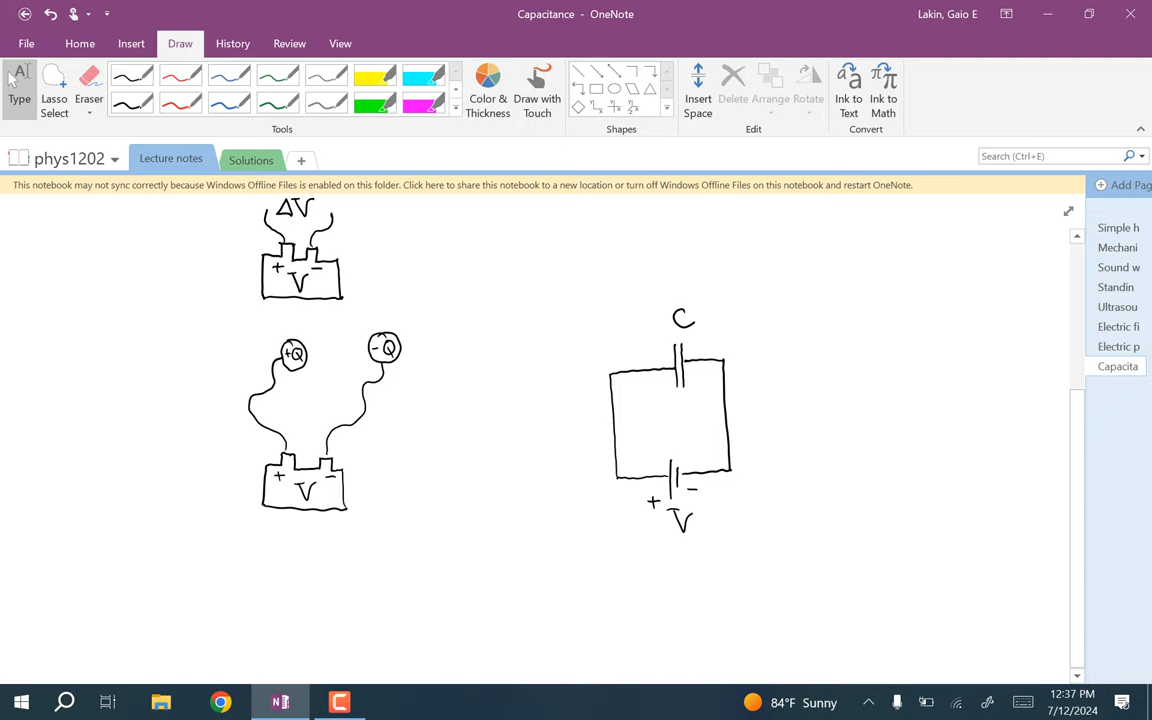 Capacitance - OneNote
Lakin, Gaio E
File Home Insert Draw History Review View
Type
Lasso Select
Eraser
Color & Thickness
Draw with Touch
Insert Space
Delete
Arrange
Rotate
Ink to Text
Ink to Math
Tools
Shapes
Edit
Convert
phys1202
Lecture notes
Solutions
Search (Ctrl+E)
This notebook may not sync correctly because Windows Offline Files is enabled on this folder. Click here to share this notebook to a new location or turn off Windows Offline Files on this notebook and restart OneNote.
Add Pag
Simple h
Mechani
Sound w
Standin
Ultrasou
Electric fi
Electric p
Capacita
ΔV
+ V -
+Q
-Q
+ V -
C
+ -
V
84°F Sunny
12:37 PM
7/12/2024